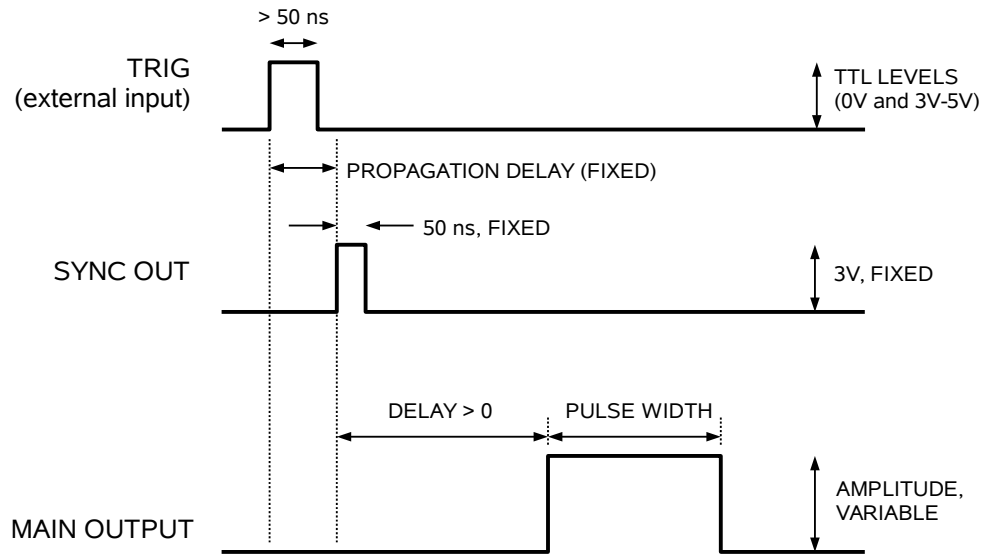 > 50 ns
TRIG
(external input)
TTL LEVELS
(0V and 3V-5V)
PROPAGATION DELAY (FIXED)
50 ns, FIXED
SYNC OUT
3V, FIXED
DELAY > 0
PULSE WIDTH
AMPLITUDE,
VARIABLE
MAIN OUTPUT